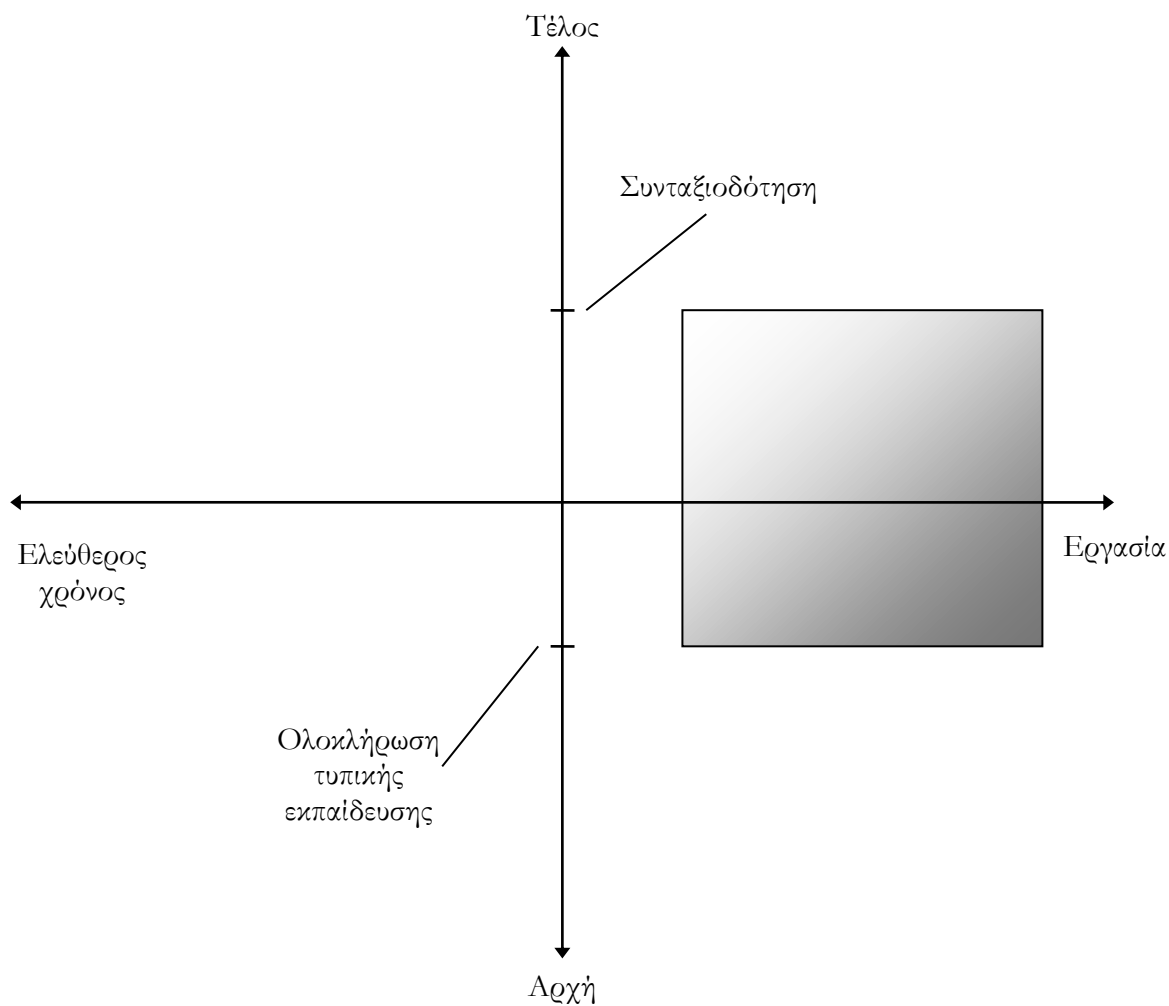 Τέλος
Συνταξιοδότηση
Ελεύθερος
χρόνος
Εργασία
Ολοκλήρωση
τυπικής
εκπαίδευσης
Αρχή